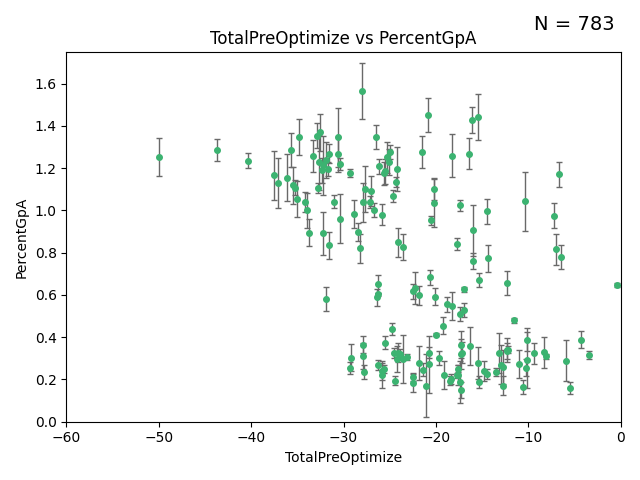 N = 783
TotalPreOptimize vs PercentGpA
PercentGpA
1.6
1.4
1.2
1.0
0.8
0.6
0.4
0.2
0.0
−60 −50 −40 −30 −20 −10 0
TotalPreOptimize